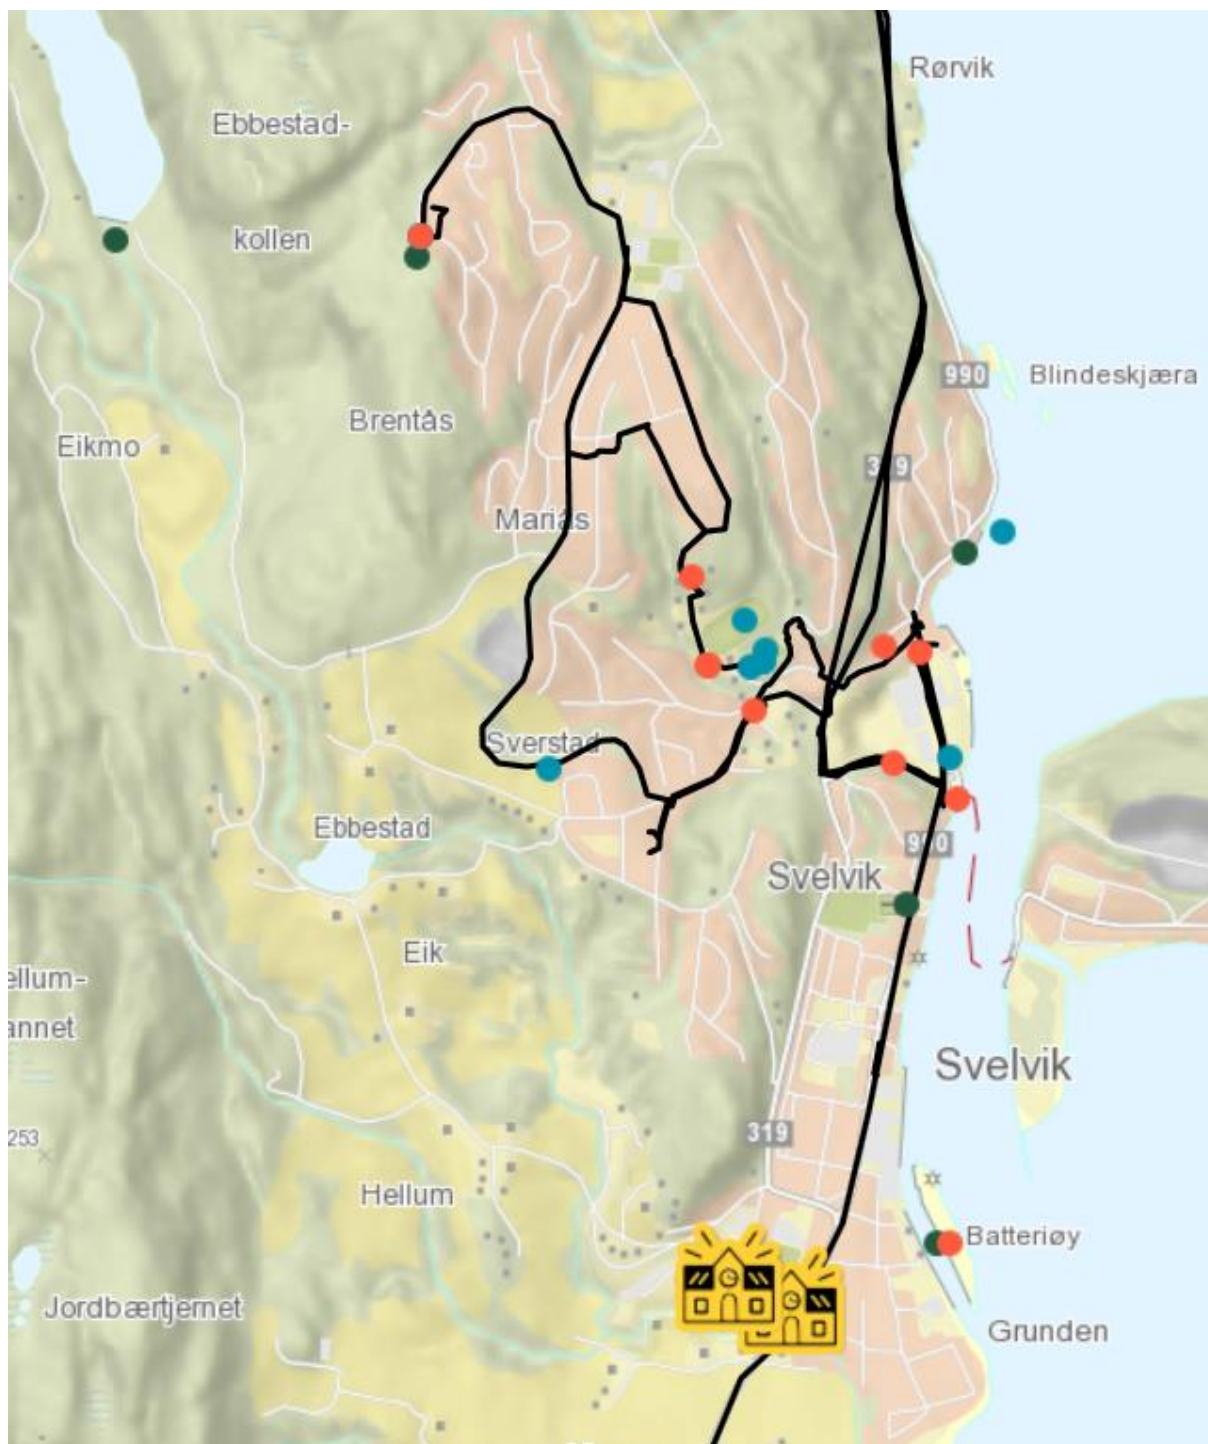 Rørvik
Ebbestad-
kollen
990
Blindeskjæra
Brentås
Eikmo
319
Mariås
Sverstad
Ebbestad
990
Svelvik
Eik
ellum-
annet
Svelvik
319
253
Hellum
Batteriøy
Jordbærtjernet
Grunden